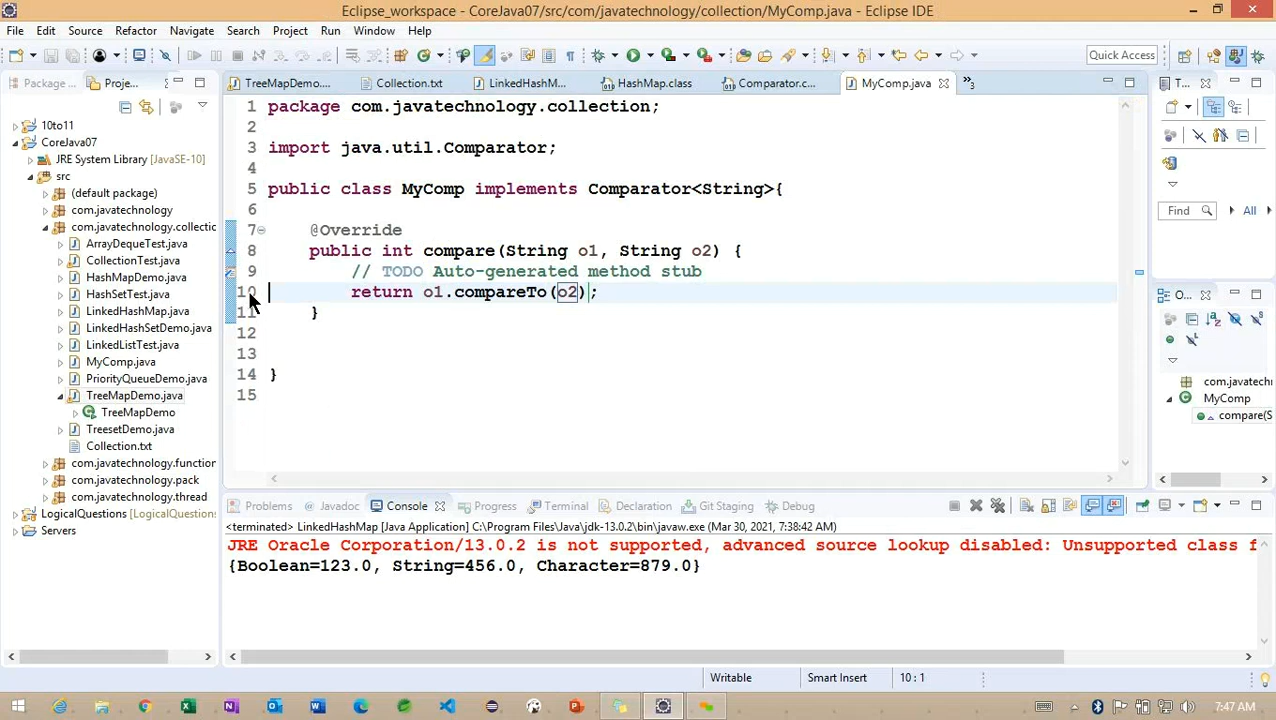 Eclipse_workspace - CoreJava07/src/com/javatechnology/collection/MyComp.java - Eclipse IDE
File Edit Source Refactor Navigate Search Project Run Window Help
Quick Access
Package... Proje...
TreeMapDemo.... Collection.txt LinkedHashM... HashMap.class Comparator.c... MyComp.java »3
T...
10to11
CoreJava07
JRE System Library [JavaSE-10]
src
(default package)
com.javatechnology
com.javatechnology.collectic
ArrayDequeTest.java
CollectionTest.java
HashMapDemo.java
HashSetTest.java
LinkedHashMap.java
LinkedHashSetDemo.java
LinkedListTest.java
MyComp.java
PriorityQueueDemo.java
TreeMapDemo.java
TreeMapDemo
TreesetDemo.java
Collection.txt
com.javatechnology.function
com.javatechnology.pack
com.javatechnology.thread
LogicalQuestions [LogicalQuestions
Servers
1 package com.javatechnology.collection;
2
3 import java.util.Comparator;
4
5 public class MyComp implements Comparator<String>{
6
7 @Override
8 public int compare(String o1, String o2) {
9 // TODO Auto-generated method stub
10 return o1.compareTo(o2);
11 }
12
13
14 }
15
Find All
O...
com.javatechn
MyComp
compare(S
Problems Javadoc Console Progress Terminal Declaration Git Staging Debug
<terminated> LinkedHashMap [Java Application] C:\Program Files\Java\jdk-13.0.2\bin\javaw.exe (Mar 30, 2021, 7:38:42 AM)
JRE Oracle Corporation/13.0.2 is not supported, advanced source lookup disabled: Unsupported class f
{Boolean=123.0, String=456.0, Character=879.0}
Writable Smart Insert 10 : 1
7:47 AM